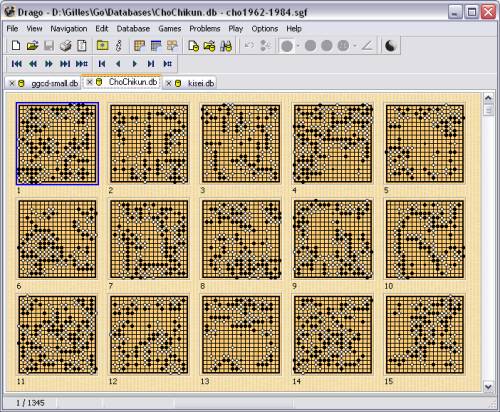 Drago - D:\Gilles\Go\Databases\ChoChikun.db - cho1962-1984.sgf
File View Navigation Edit Database Games Problems Play Options Help
ggcd-small.db ChoChikun.db kisei.db
1 2 3 4 5
6 7 8 9 10
11 12 13 14 15
1 / 1345